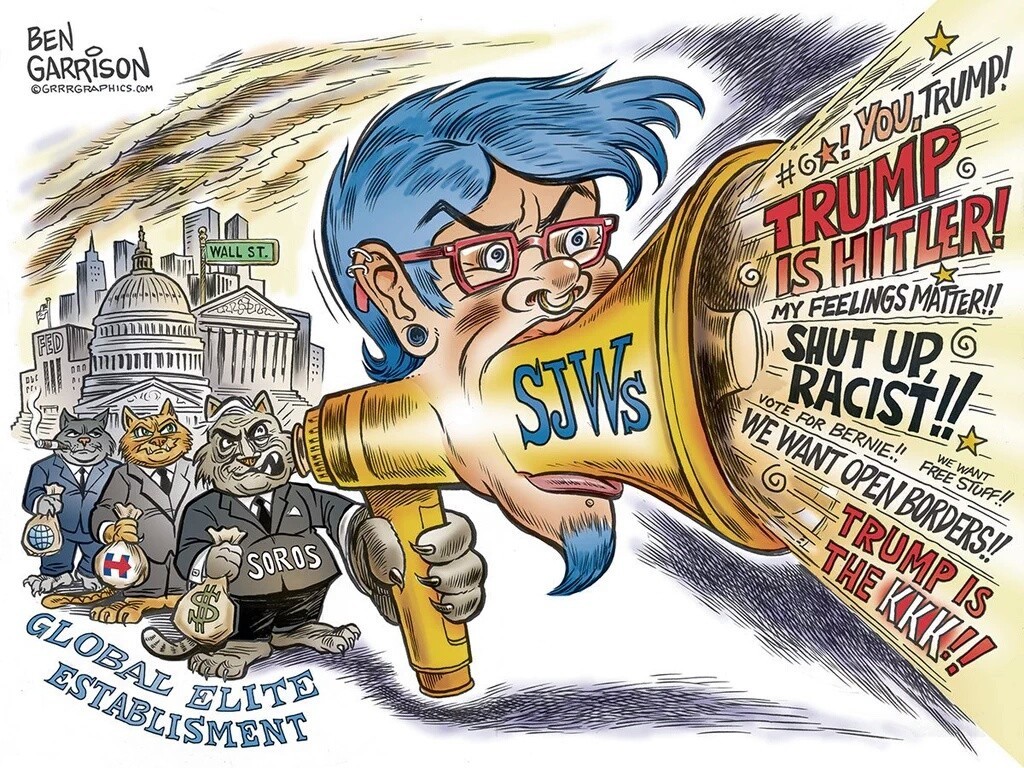 BEN
GARRISON
©GRRRGRAPHICS.COM
WALL ST.
FED
H
SOROS
$
GLOBAL ELITE
ESTABLISMENT
SJWs
#@★! YOU, TRUMP!
TRUMP
IS HITLER!
MY FEELINGS MATTER!!
SHUT UP,
RACIST!!
VOTE FOR BERNIE!!
WE WANT
FREE STUFF!!
WE WANT OPEN BORDERS!!
TRUMP IS
THE KKK!!